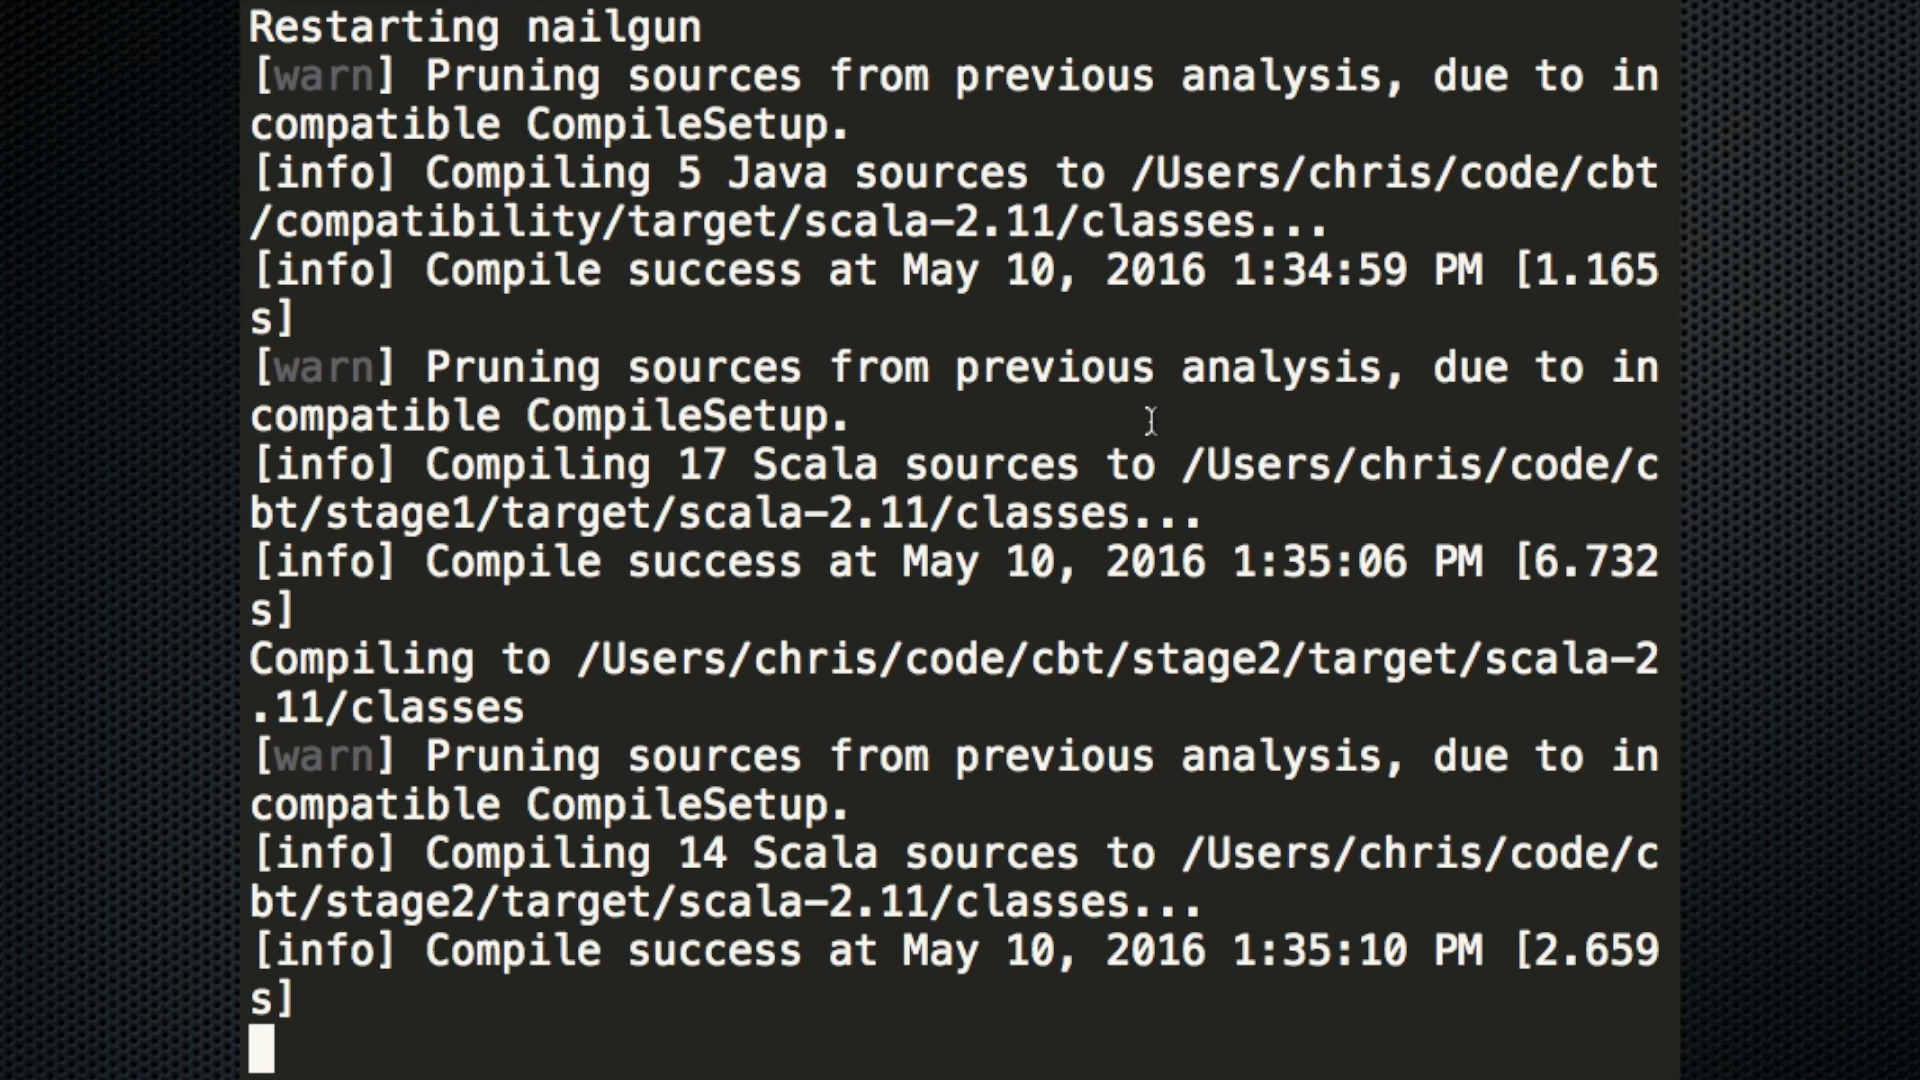 Restarting nailgun
[warn] Pruning sources from previous analysis, due to in
compatible CompileSetup.
[info] Compiling 5 Java sources to /Users/chris/code/cbt
/compatibility/target/scala-2.11/classes...
[info] Compile success at May 10, 2016 1:34:59 PM [1.165
s]
[warn] Pruning sources from previous analysis, due to in
compatible CompileSetup.
[info] Compiling 17 Scala sources to /Users/chris/code/c
bt/stage1/target/scala-2.11/classes...
[info] Compile success at May 10, 2016 1:35:06 PM [6.732
s]
Compiling to /Users/chris/code/cbt/stage2/target/scala-2
.11/classes
[warn] Pruning sources from previous analysis, due to in
compatible CompileSetup.
[info] Compiling 14 Scala sources to /Users/chris/code/c
bt/stage2/target/scala-2.11/classes...
[info] Compile success at May 10, 2016 1:35:10 PM [2.659
s]